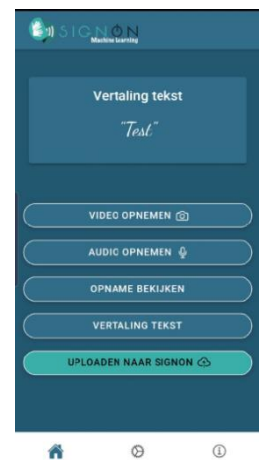 SIGNON
Machine Learning
Vertaling tekst
"Test"
VIDEO OPNEMEN
AUDIO OPNEMEN
OPNAME BEKIJKEN
VERTALING TEKST
UPLOADEN NAAR SIGNON